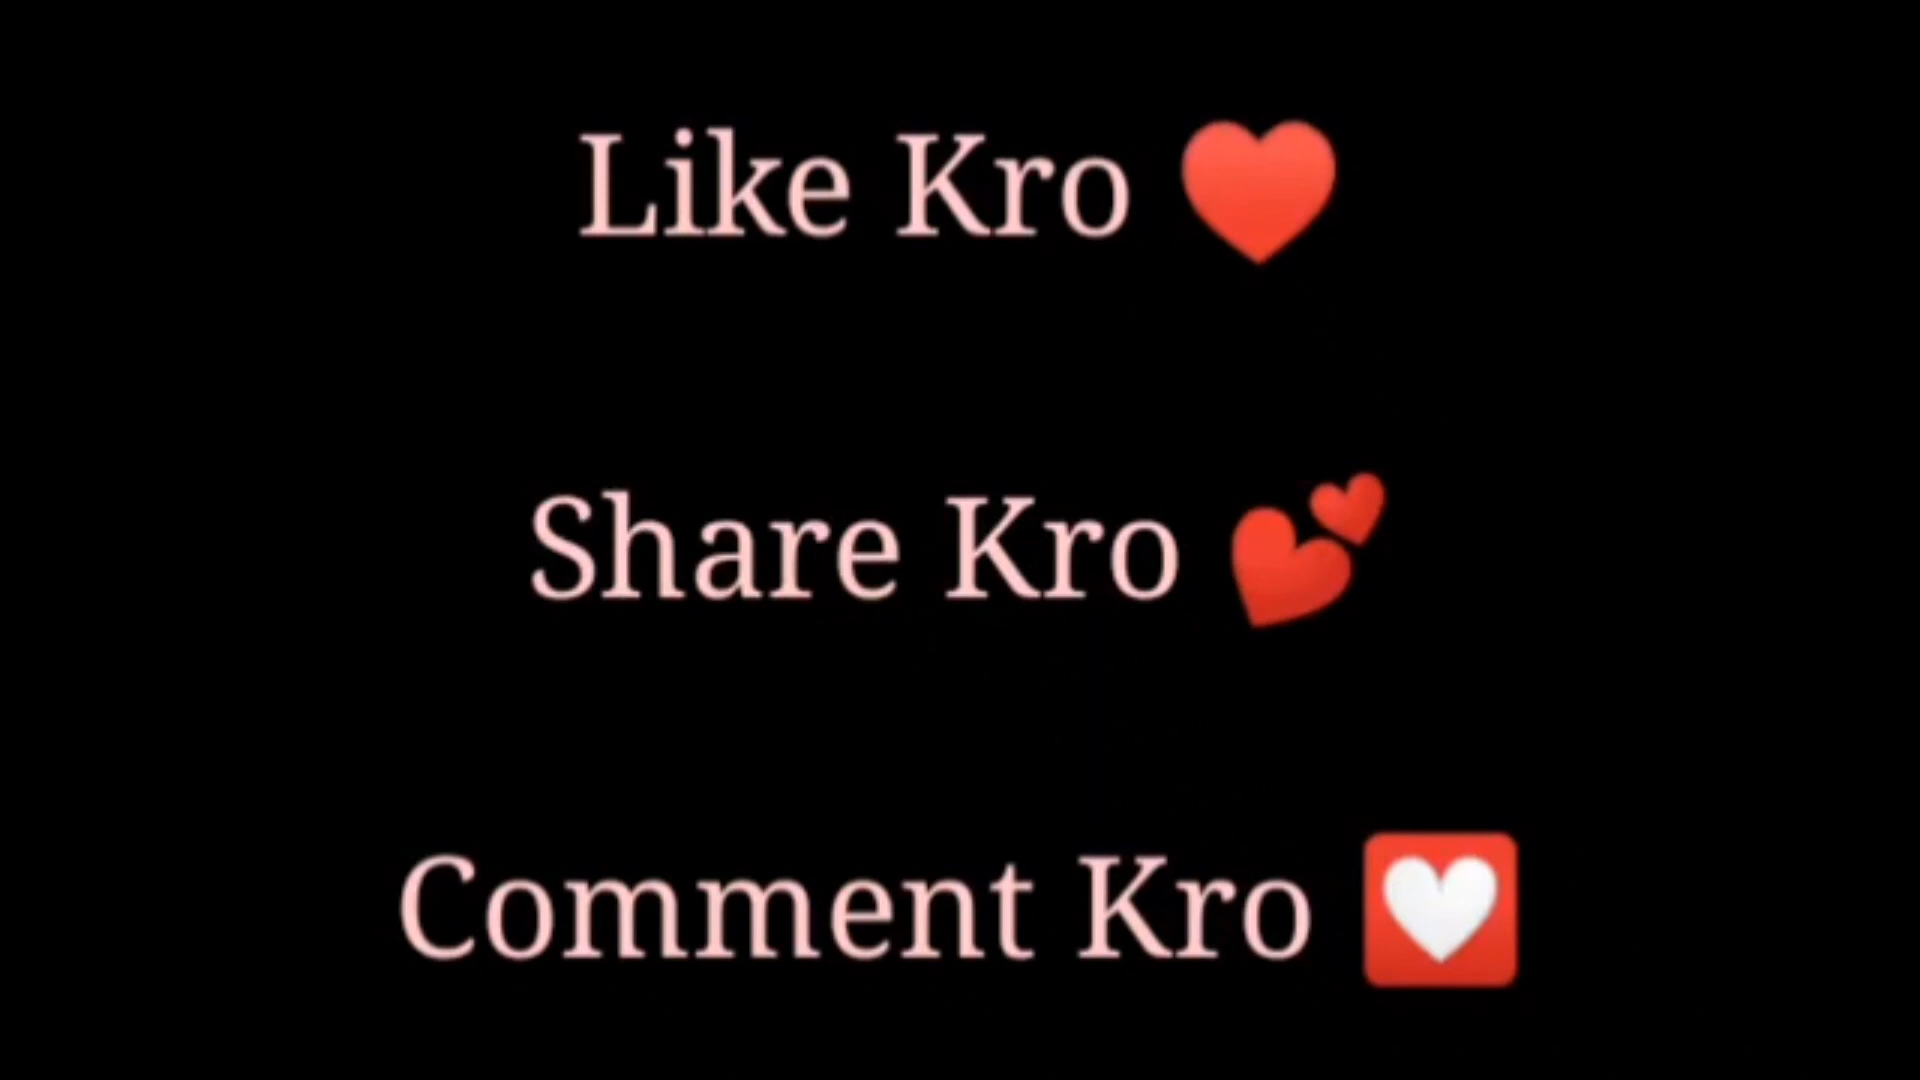 Like Kro ❤️
Share Kro 💕
Comment Kro 💟